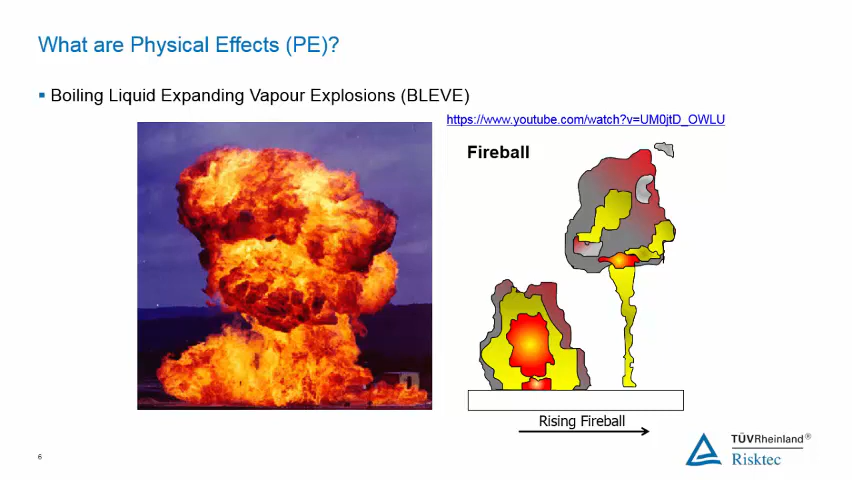 What are Physical Effects (PE)?
▪ Boiling Liquid Expanding Vapour Explosions (BLEVE)
https://www.youtube.com/watch?v=UM0jtD_OWLU
Fireball
Rising Fireball
TÜVRheinland®
Risktec
6